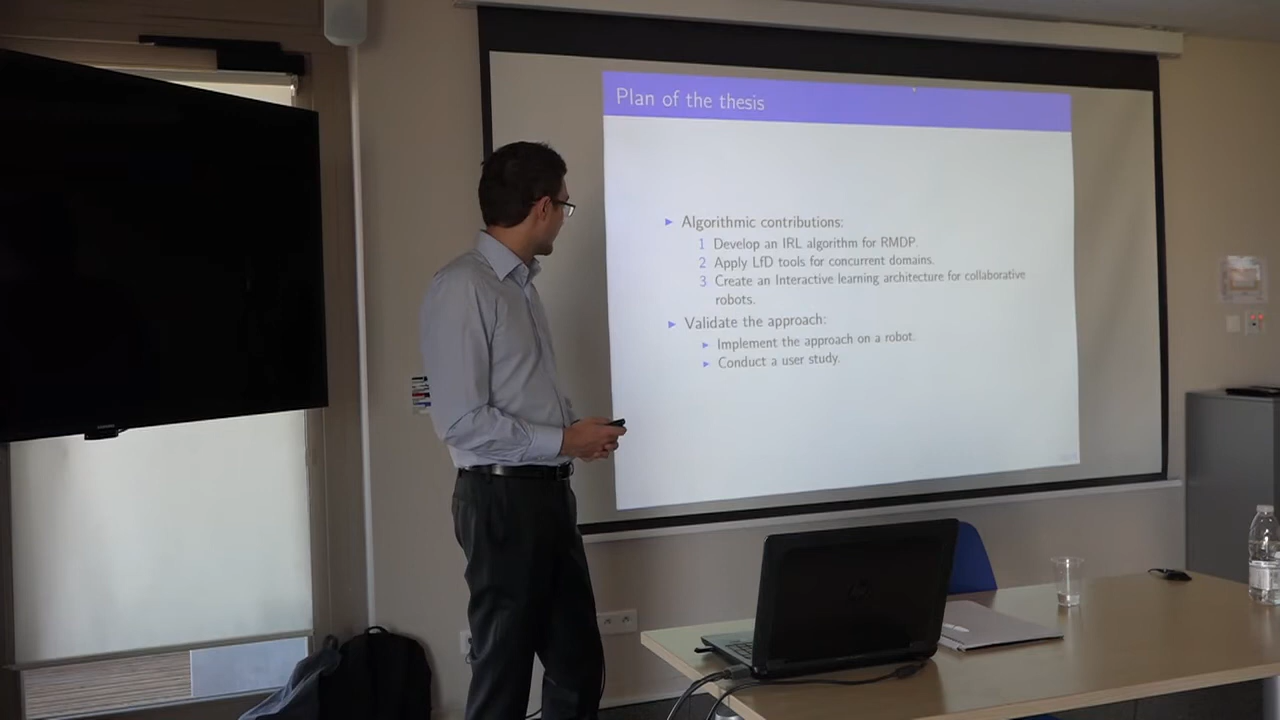 Plan of the thesis
Algorithmic contributions:
1 Develop an IRL algorithm for RMDP.
2 Apply LfD tools for concurrent domains.
3 Create an Interactive learning architecture for collaborative
robots.
Validate the approach:
Implement the approach on a robot.
Conduct a user study.